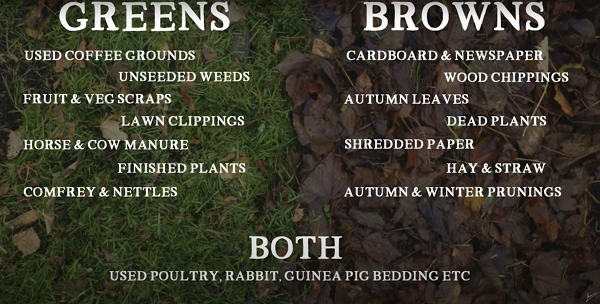 GREENS
USED COFFEE GROUNDS
UNSEEDED WEEDS
FRUIT & VEG SCRAPS
LAWN CLIPPINGS
HORSE & COW MANURE
FINISHED PLANTS
COMFREY & NETTLES
BROWNS
CARDBOARD & NEWSPAPER
WOOD CHIPPINGS
AUTUMN LEAVES
DEAD PLANTS
SHREDDED PAPER
HAY & STRAW
AUTUMN & WINTER PRUNINGS
BOTH
USED POULTRY, RABBIT, GUINEA PIG BEDDING ETC